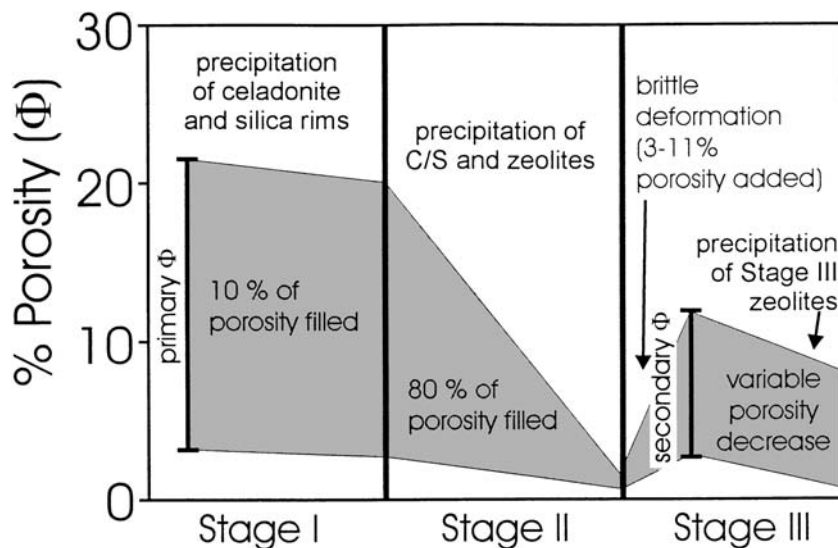 % Porosity (Φ)
30
20
10
0
precipitation
of celadonite
and silica rims
primary Φ
10 % of
porosity filled
precipitation of
C/S and zeolites
80 % of
porosity filled
brittle
deformation
(3-11%
porosity added)
secondary Φ
precipitation
of Stage III
zeolites
variable
porosity
decrease
Stage I
Stage II
Stage III